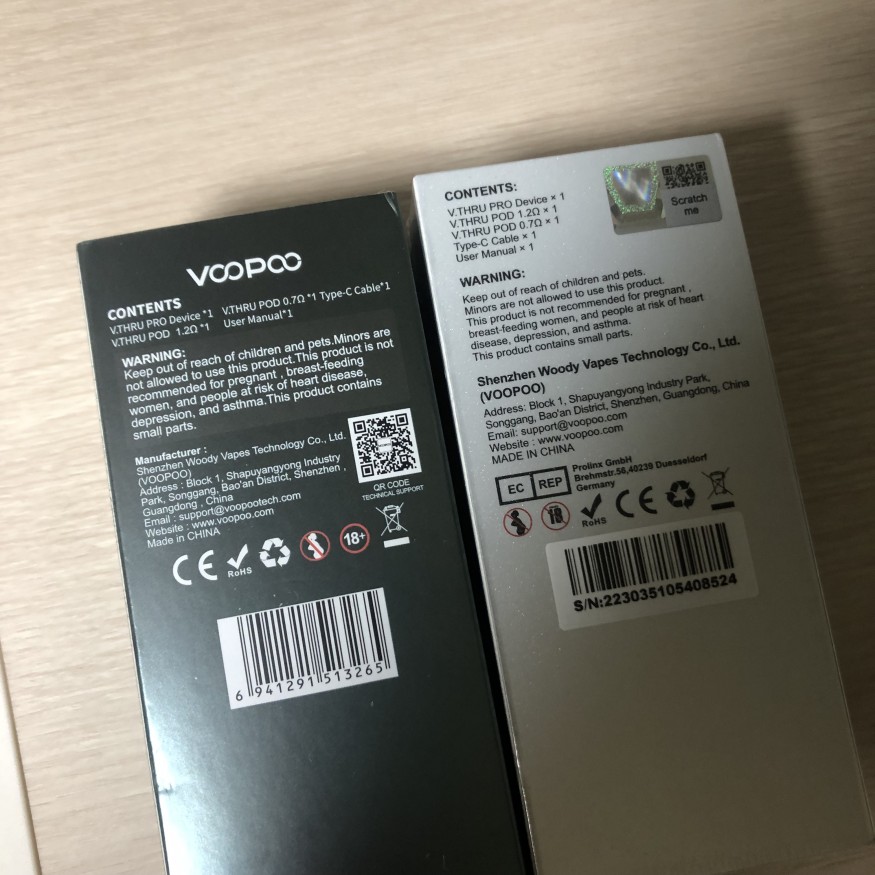 VOOPOO
CONTENTS
V.THRU PRO Device *1 V.THRU POD 0.7Ω *1 Type-C Cable*1
V.THRU POD 1.2Ω *1 User Manual*1
WARNING:
Keep out of reach of children and pets.Minors are
not allowed to use this product.This product is not
recommended for pregnant , breast-feeding
women, and people at risk of heart disease,
depression, and asthma.This product contains
small parts.
Manufacturer :
Shenzhen Woody Vapes Technology Co., Ltd.
(VOOPOO)
Address : Block 1, Shapuyangyong Industry
Park, Songgang, Bao'an District, Shenzhen ,
Guangdong , China
Email : support@voopootech.com
Website : www.voopoo.com
Made in CHINA
QR CODE
TECHNICAL SUPPORT
CE
RoHS
18+
6 941291 513265
CONTENTS:
V.THRU PRO Device × 1
V.THRU POD 1.2Ω × 1
V.THRU POD 0.7Ω × 1
Type-C Cable × 1
User Manual × 1
Scratch
me
WARNING:
Keep out of reach of children and pets.
Minors are not allowed to use this product.
This product is not recommended for pregnant ,
breast-feeding women, and people at risk of heart
disease, depression, and asthma.
This product contains small parts.
Shenzhen Woody Vapes Technology Co., Ltd.
(VOOPOO)
Address: Block 1, Shapuyangyong Industry Park,
Songgang, Bao'an District, Shenzhen, Guangdong, China
Email: support@voopoo.com
Website : www.voopoo.com
MADE IN CHINA
EC REP
Prolinx GmbH
Brehmstr.56,40239 Duesseldorf
Germany
18
RoHS
CE
S/N:223035105408524